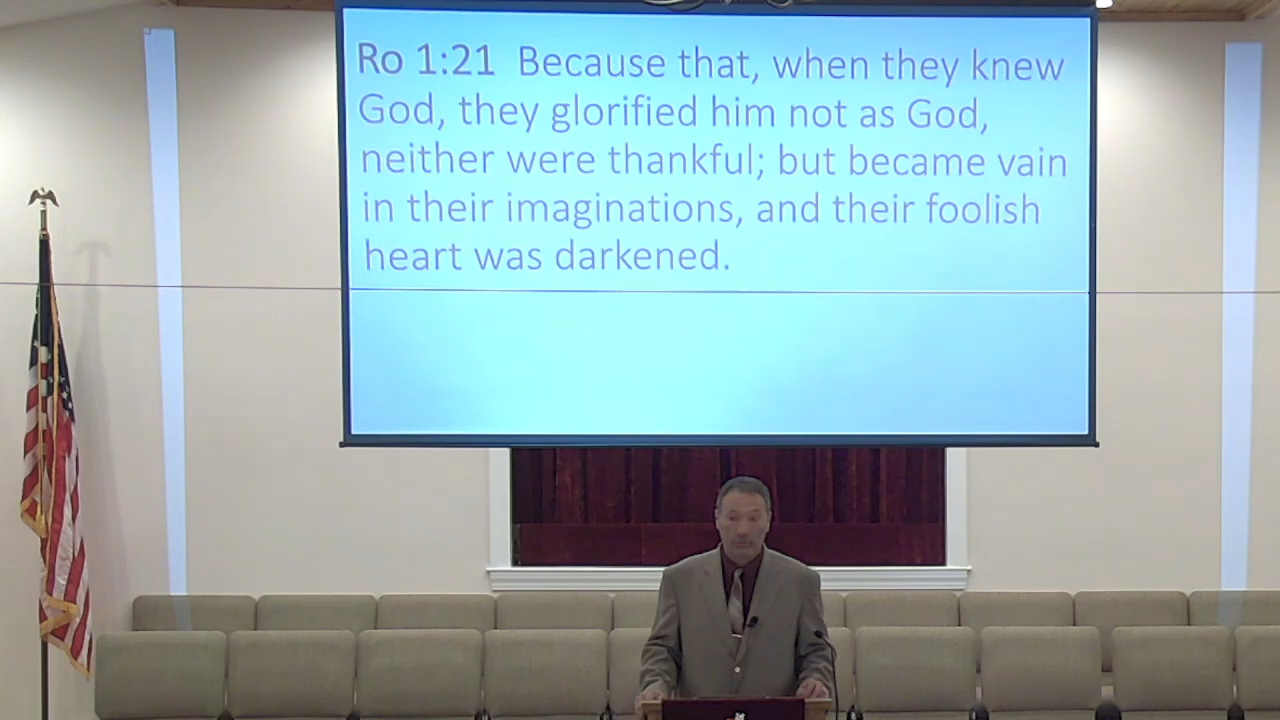 Ro 1:21 Because that, when they knew
God, they glorified him not as God,
neither were thankful; but became vain
in their imaginations, and their foolish
heart was darkened.